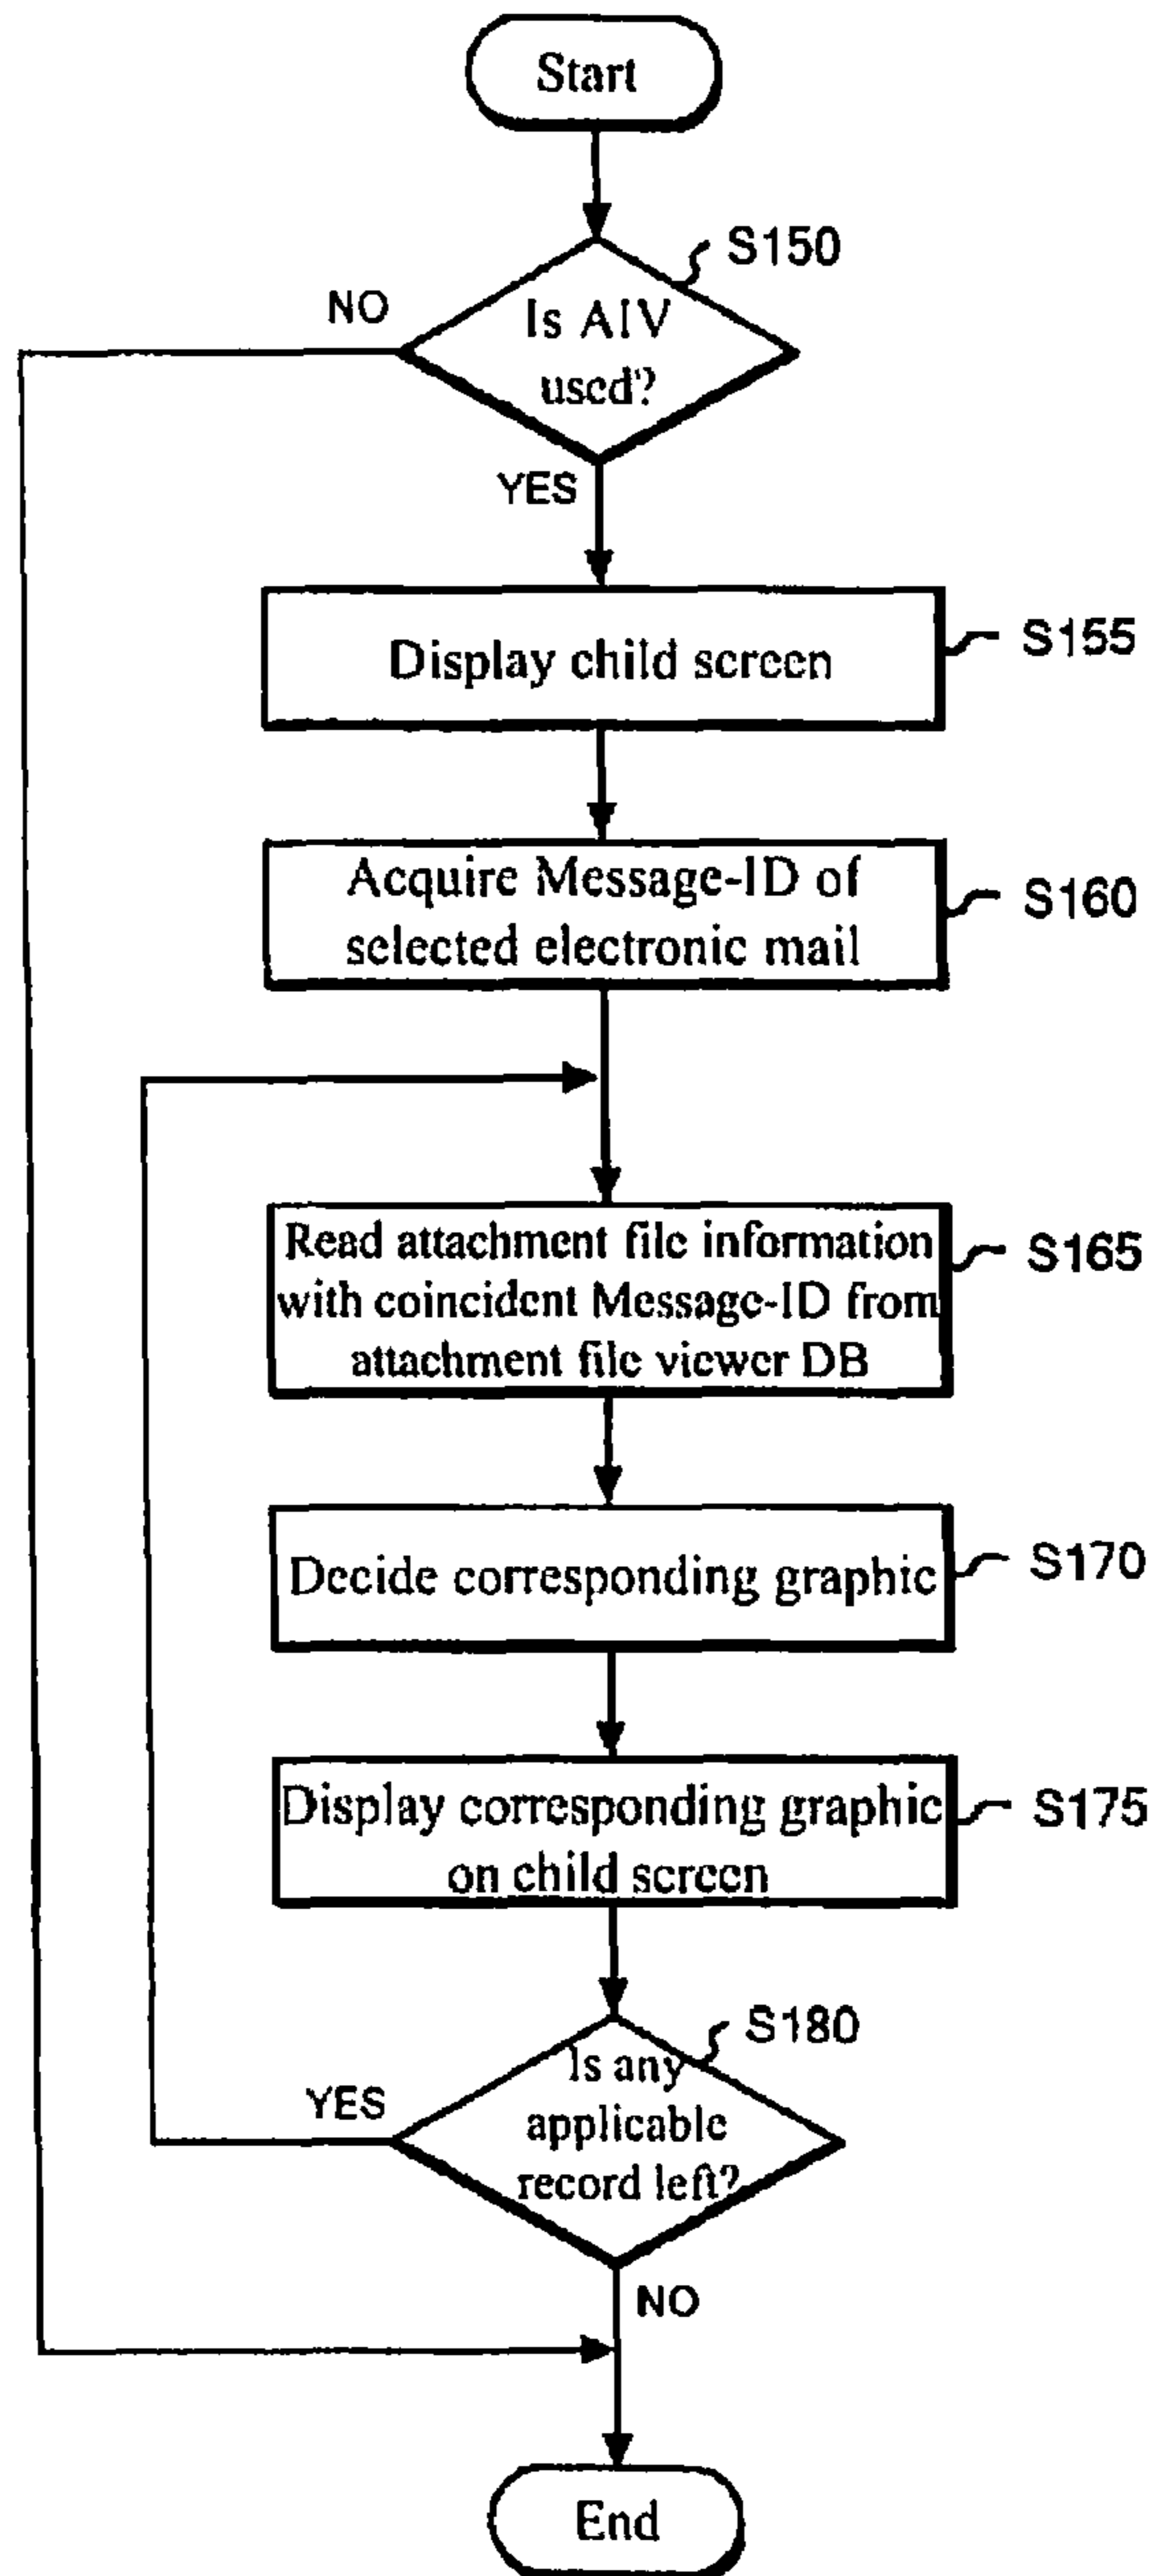 Start
S150
NO
Is AIV
used?
YES
Display child screen
S155
Acquire Message-ID of
selected electronic mail
S160
Read attachment file information
with coincident Message-ID from
attachment file viewer DB
S165
Decide corresponding graphic
S170
Display corresponding graphic
on child screen
S175
S180
Is any
applicable
record left?
YES
NO
End